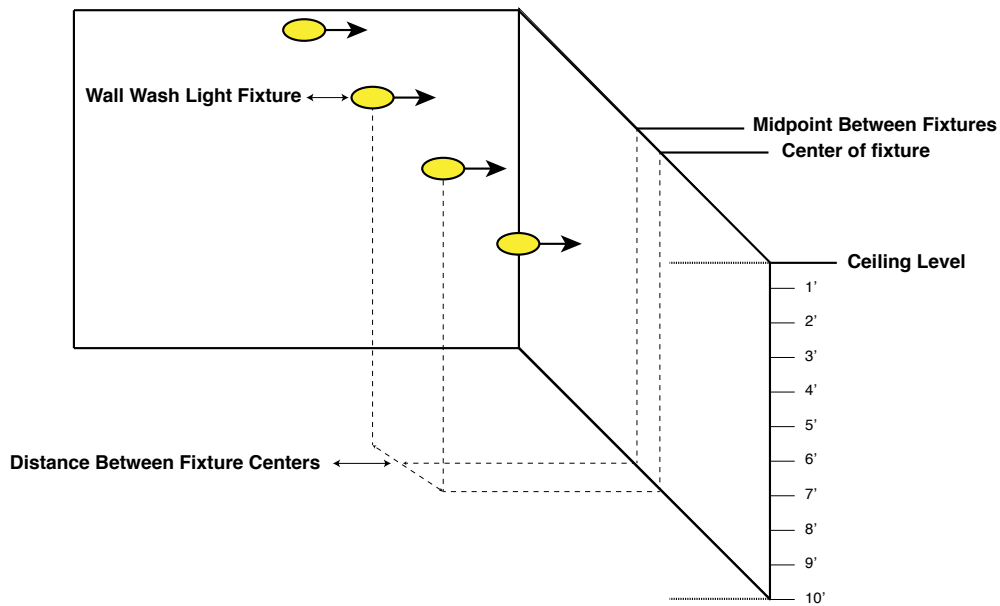 Wall Wash Light Fixture
Midpoint Between Fixtures
Center of fixture
Ceiling Level
1’
2’
3’
4’
5’
6’
Distance Between Fixture Centers
7’
8’
9’
10’